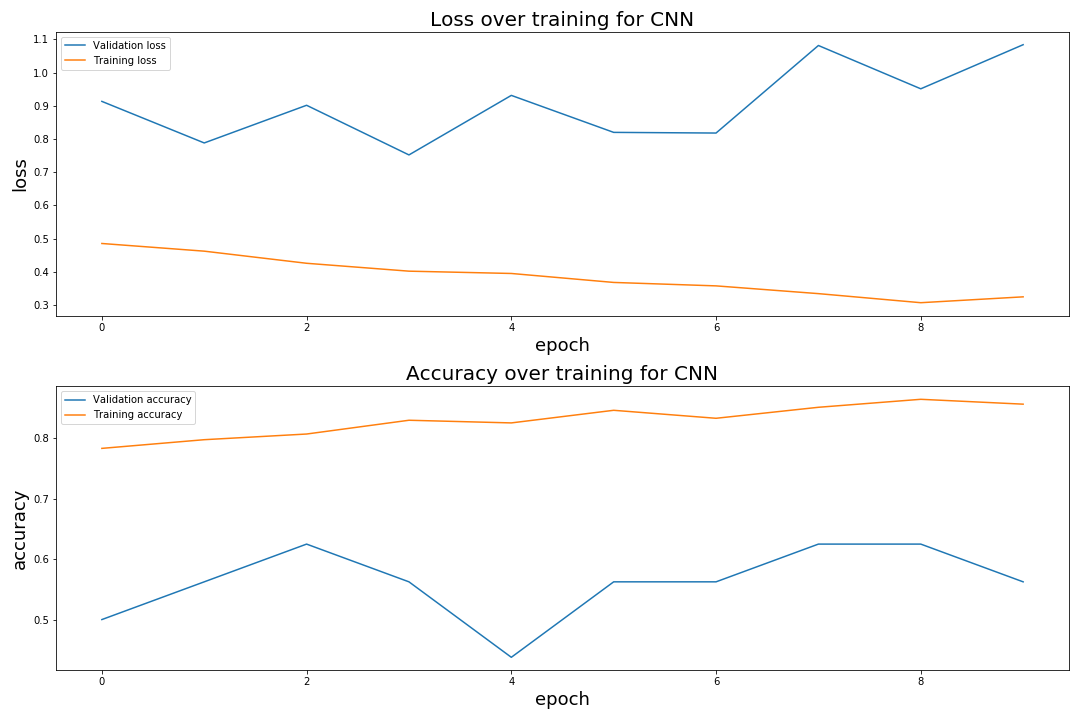 Loss over training for CNN
Validation loss
Training loss
1.1
1.0
0.9
0.8
0.7
0.6
0.5
0.4
0.3
loss
0 2 4 6 8
epoch
Accuracy over training for CNN
Validation accuracy
Training accuracy
0.8
0.7
0.6
0.5
accuracy
0 2 4 6 8
epoch